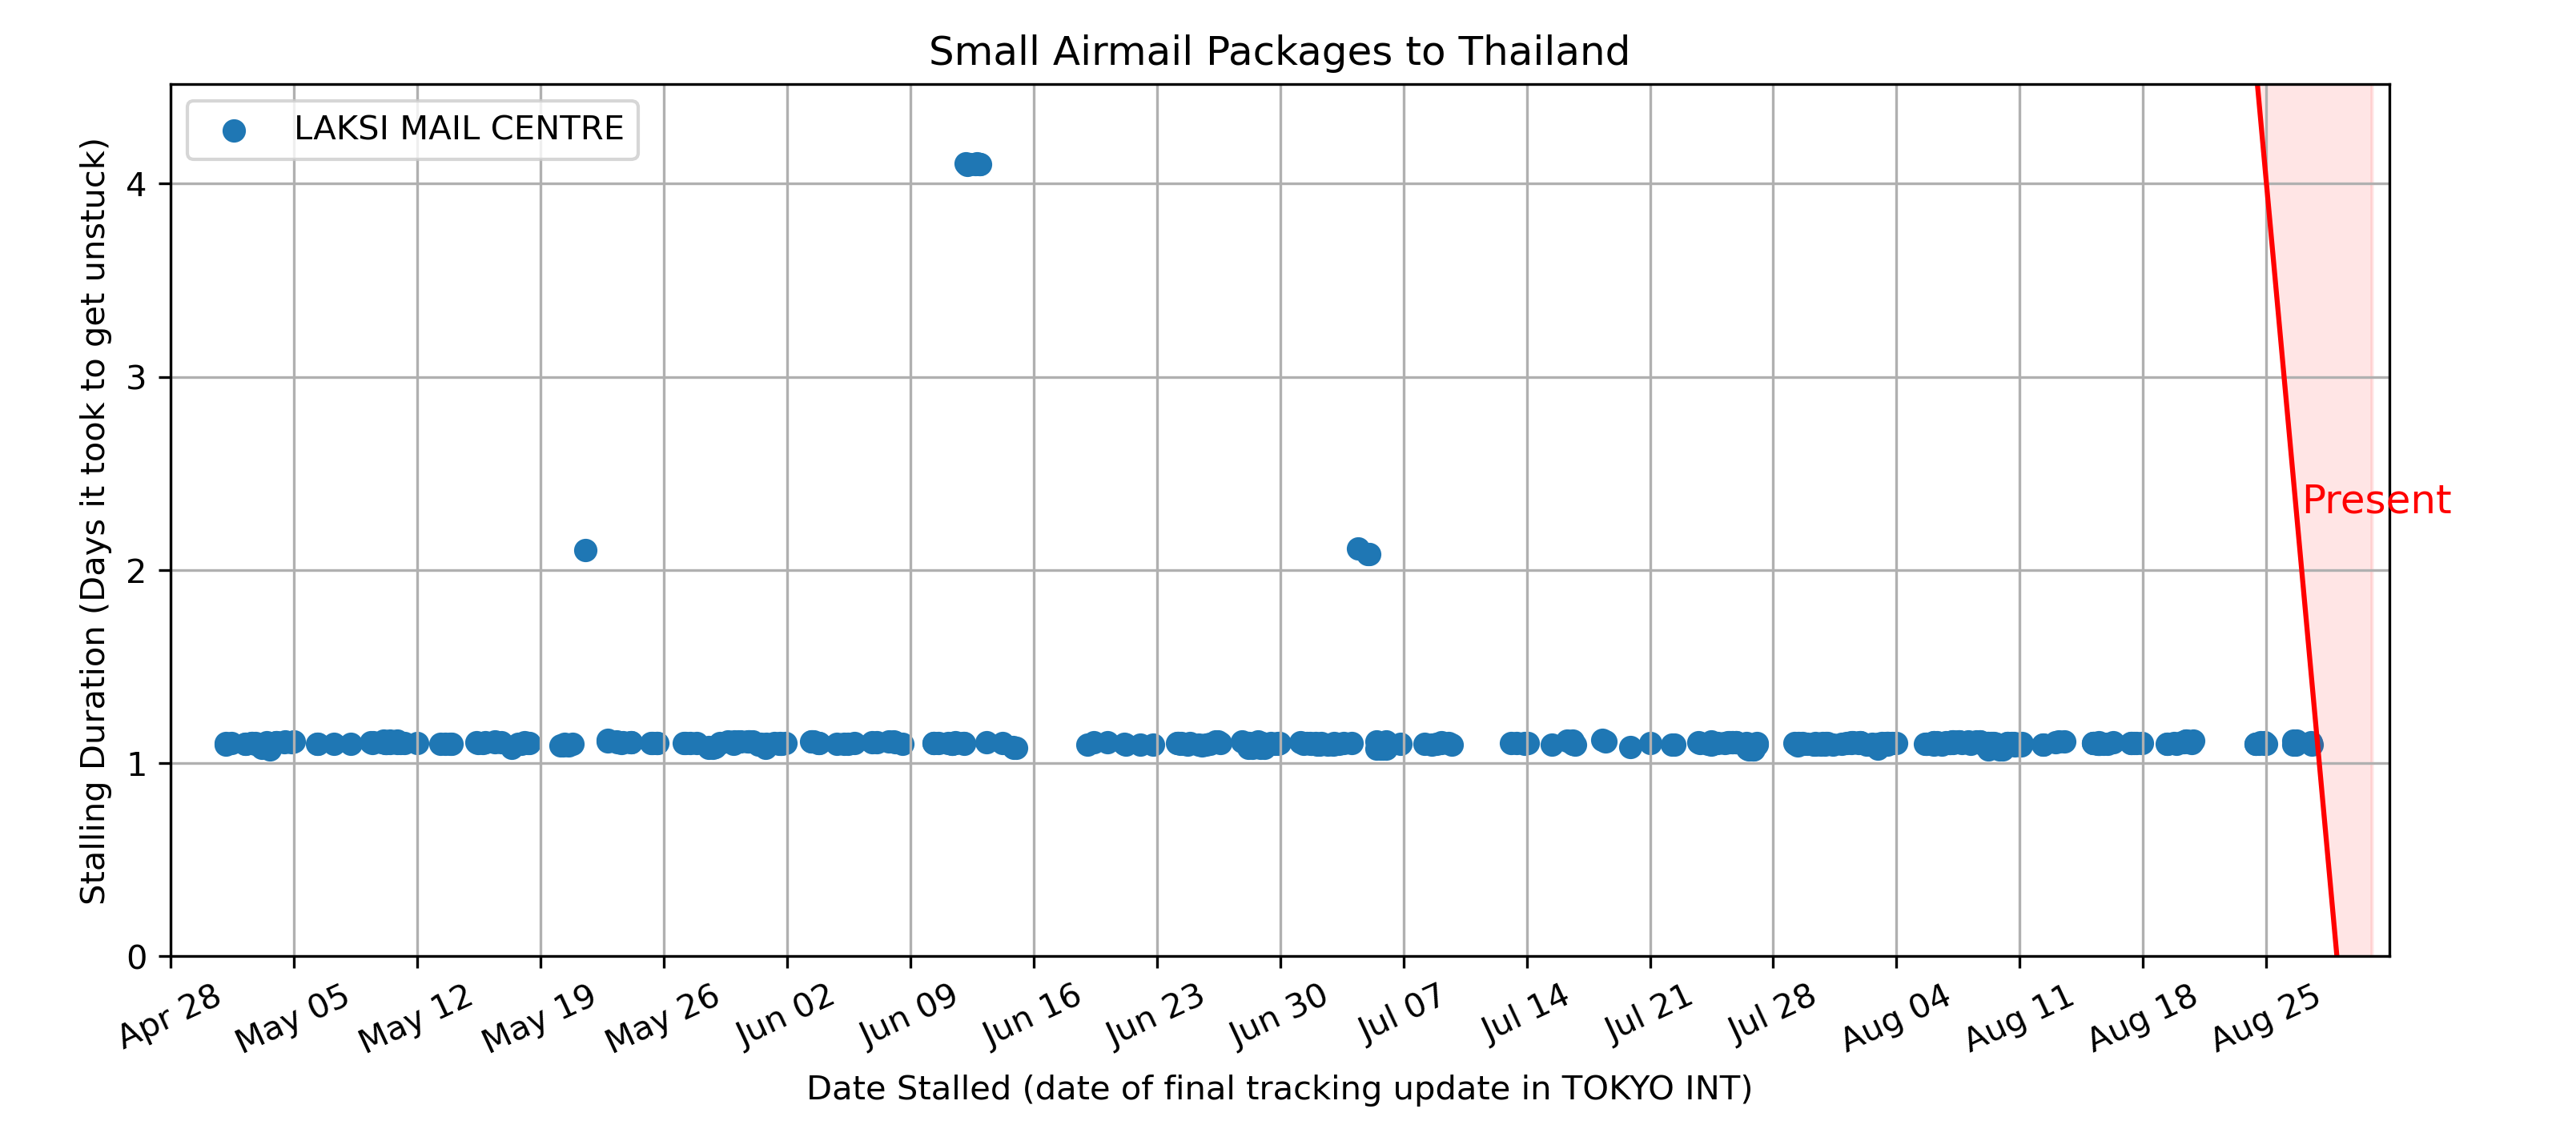 Small Airmail Packages to Thailand
LAKSI MAIL CENTRE
Stalling Duration (Days it took to get unstuck)
4
3
2
1
0
Present
Apr 28
May 05
May 12
May 19
May 26
Jun 02
Jun 09
Jun 16
Jun 23
Jun 30
Jul 07
Jul 14
Jul 21
Jul 28
Aug 04
Aug 11
Aug 18
Aug 25
Date Stalled (date of final tracking update in TOKYO INT)